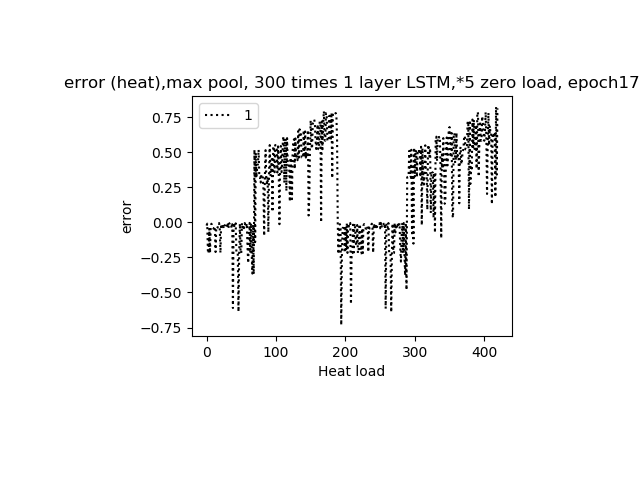 error (heat),max pool, 300 times 1 layer LSTM,*5 zero load, epoch17
1
0.75
0.50
0.25
0.00
−0.25
−0.50
−0.75
error
0 100 200 300 400
Heat load